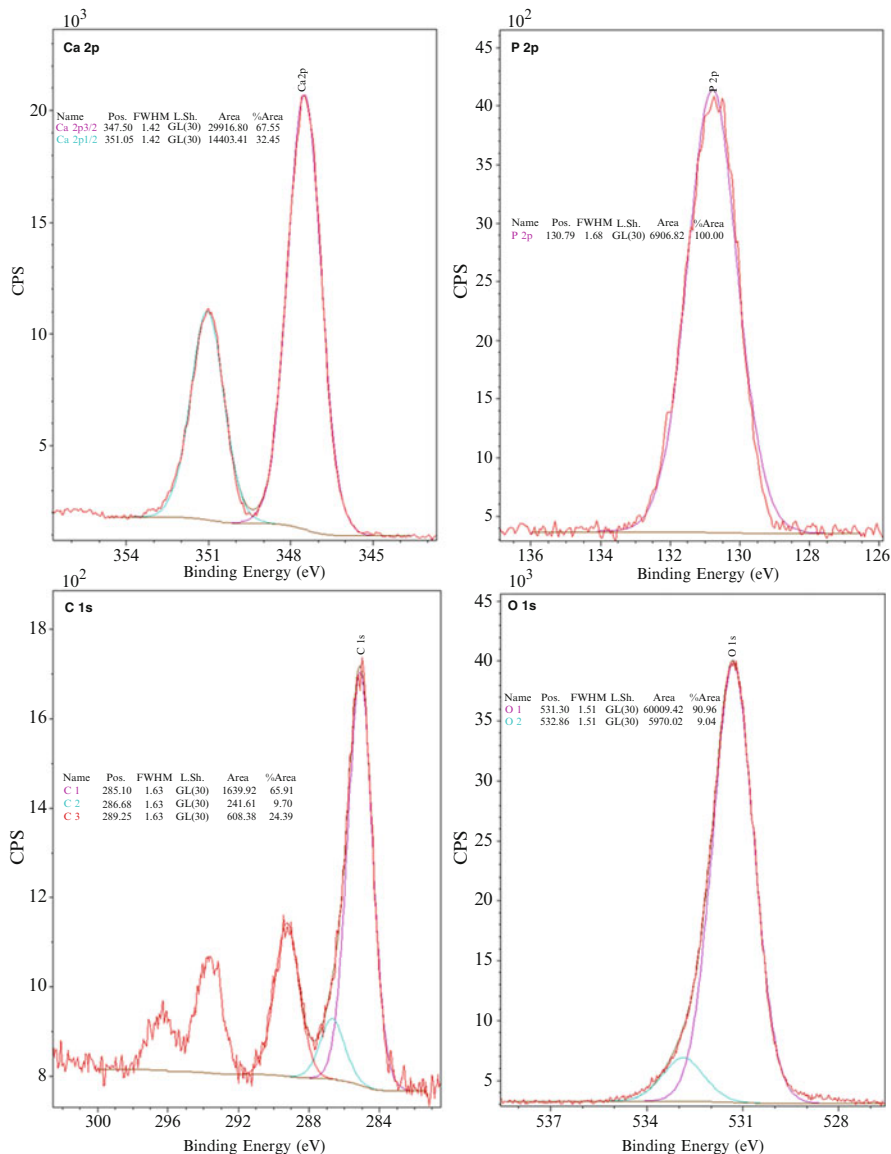 10³
Ca 2p
Ca 2p
Name Pos. FWHM L.Sh. Area %Area
Ca 2p3/2 347.50 1.42 GL(30) 29916.80 67.55
Ca 2p1/2 351.05 1.42 GL(30) 14403.41 32.45
20
15
10
5
CPS
354 351 348 345
Binding Energy (eV)
10²
P 2p
P 2p
Name Pos. FWHM L.Sh. Area %Area
P 2p 130.79 1.68 GL(30) 6906.82 100.00
45
40
35
30
25
20
15
10
5
CPS
136 134 132 130 128 126
Binding Energy (eV)
10²
C 1s
C 1s
Name Pos. FWHM L.Sh. Area %Area
C 1 285.10 1.63 GL(30) 1639.92 65.91
C 2 286.68 1.63 GL(30) 241.61 9.70
C 3 289.25 1.63 GL(30) 608.38 24.39
18
16
14
12
10
8
CPS
300 296 292 288 284
Binding Energy (eV)
10³
O 1s
O 1s
Name Pos. FWHM L.Sh. Area %Area
O 1 531.30 1.51 GL(30) 60009.42 90.96
O 2 532.86 1.51 GL(30) 5970.02 9.04
45
40
35
30
25
20
15
10
5
CPS
537 534 531 528
Binding Energy (eV)